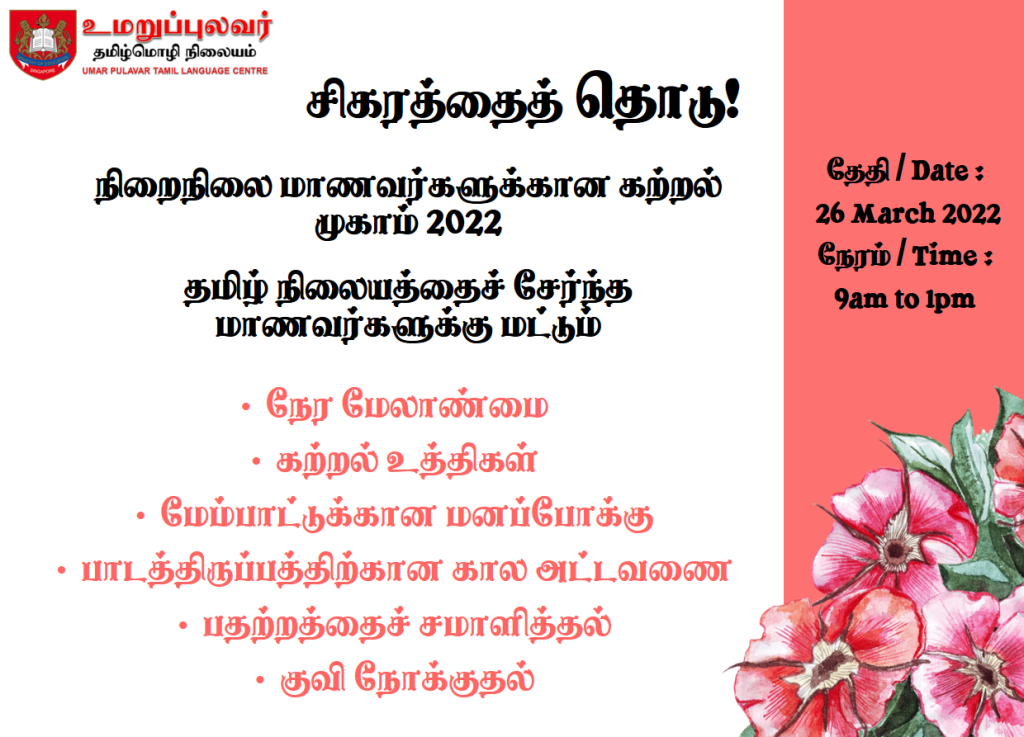 உமறுப்புலவர்
தமிழ்மொழி நிலையம்
UMAR PULAVAR TAMIL LANGUAGE CENTRE
SINGAPORE
சிகரத்தைத் தொடு!
நிறைநிலை மாணவர்களுக்கான கற்றல்
முகாம் 2022
தமிழ் நிலையத்தைச் சேர்ந்த
மாணவர்களுக்கு மட்டும்
• நேர மேலாண்மை
• கற்றல் உத்திகள்
• மேம்பாட்டுக்கான மனப்போக்கு
• பாடத்திருப்பத்திற்கான கால அட்டவணை
• பதற்றத்தைச் சமாளித்தல்
• குவி நோக்குதல்
தேதி / Date :
26 March 2022
நேரம் / Time :
9am to 1pm